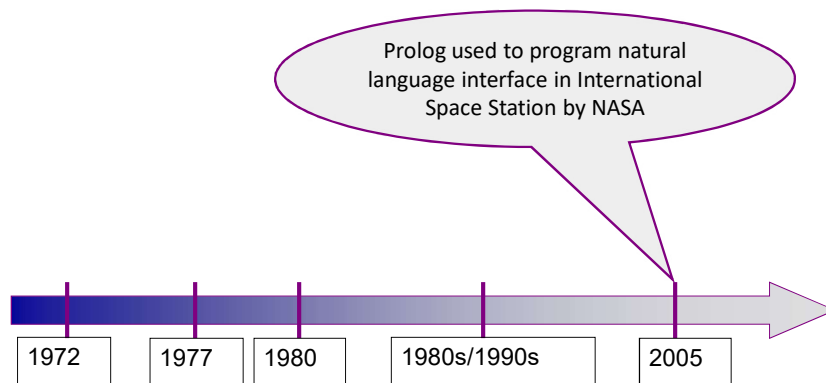 Prolog used to program natural
language interface in International
Space Station by NASA
1972
1977
1980
1980s/1990s
2005